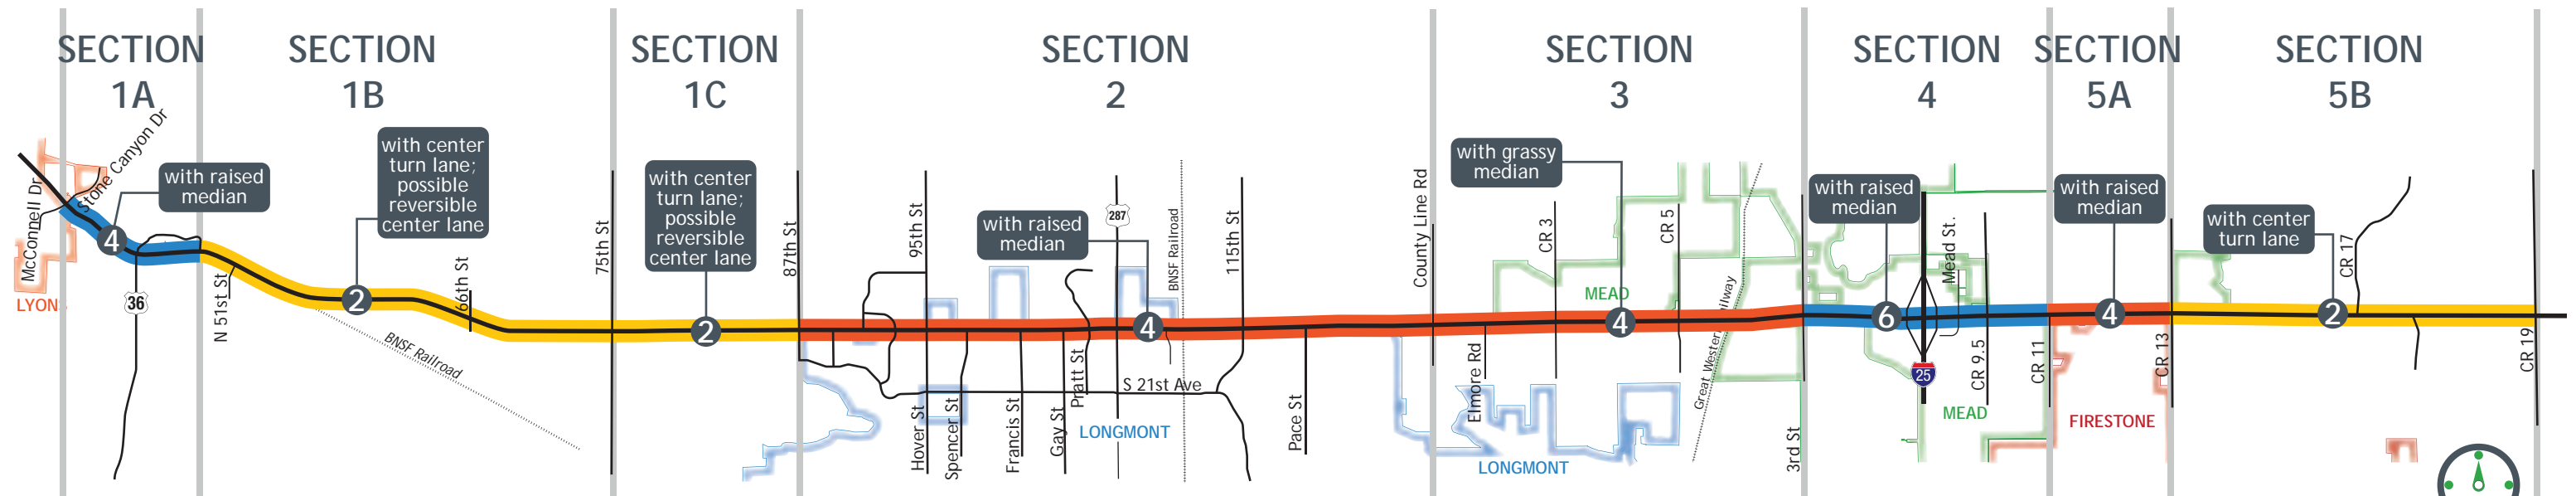 SECTION
1A
SECTION
1B
SECTION
1C
SECTION
2
SECTION
3
SECTION
4
SECTION
5A
SECTION
5B
McConnell Dr
Stone Canyon Dr
LYONS
4
with raised
median
36
N 51st St
with center
turn lane;
possible
reversible
center lane
2
66th St
BNSF Railroad
75th St
with center
turn lane;
possible
reversible
center lane
2
87th St
95th St
Hover St
Spencer St
Francis St
Gay St
Pratt St
with raised
median
287
4
BNSF Railroad
115th St
S 21st Ave
LONGMONT
Pace St
County Line Rd
with grassy
median
CR 3
CR 5
MEAD
4
Elmore Rd
Great Western Railway
LONGMONT
3rd St
with raised
median
6
Mead St.
25
CR 9.5
MEAD
CR 11
with raised
median
4
FIRESTONE
CR 13
with center
turn lane
2
CR 17
CR 19